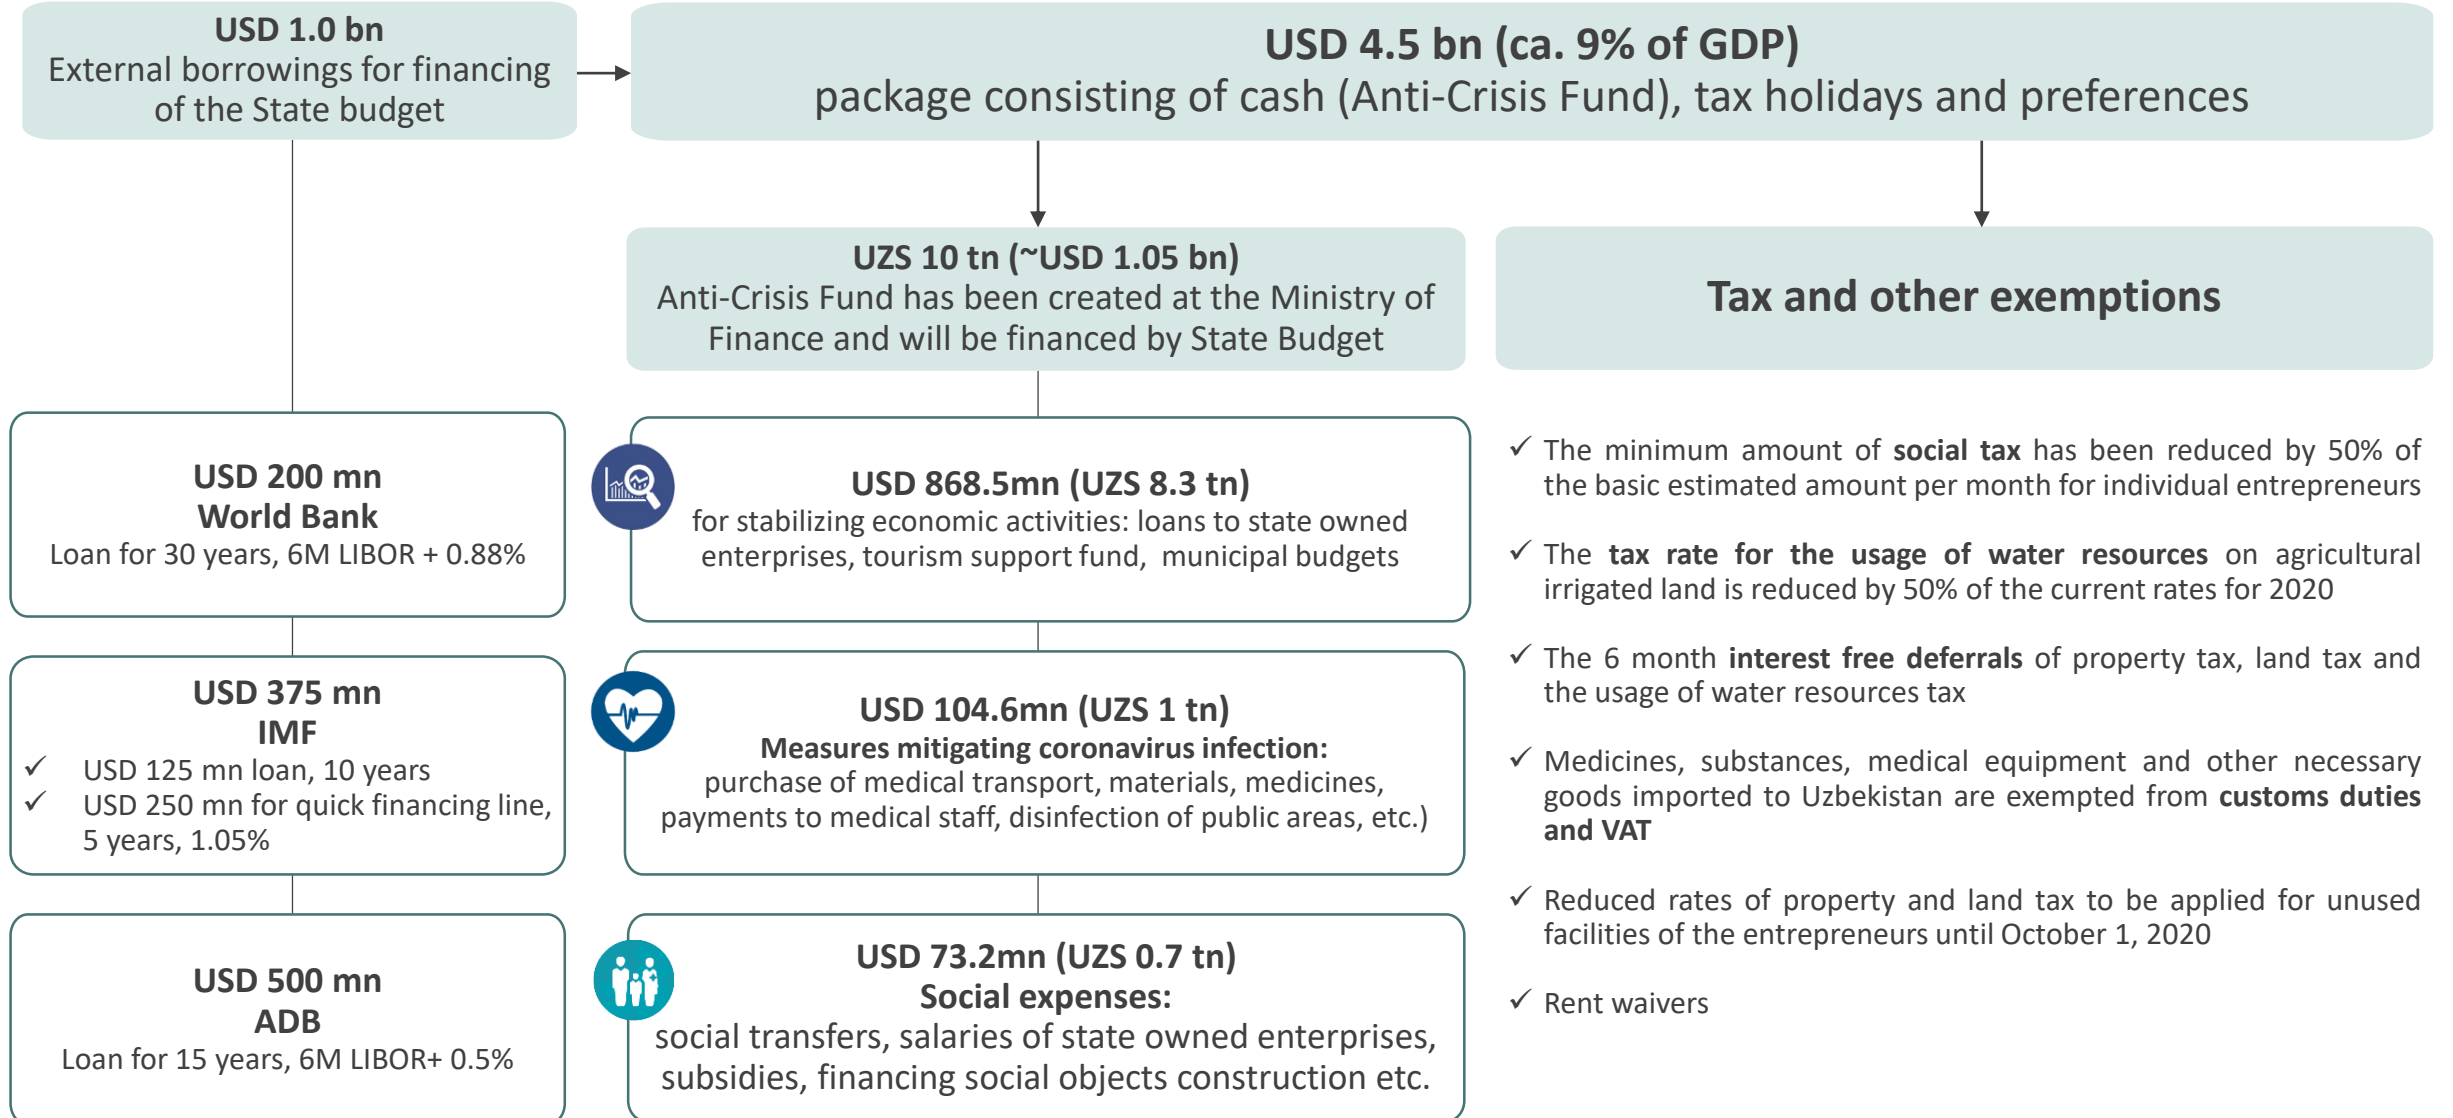 USD 1.0 bn
External borrowings for financing
of the State budget
USD 4.5 bn (ca. 9% of GDP)
package consisting of cash (Anti-Crisis Fund), tax holidays and preferences
USD 200 mn
World Bank
Loan for 30 years, 6M LIBOR + 0.88%
USD 375 mn
IMF
✓ USD 125 mn loan, 10 years
✓ USD 250 mn for quick financing line,
5 years, 1.05%
USD 500 mn
ADB
Loan for 15 years, 6M LIBOR+ 0.5%
UZS 10 tn (~USD 1.05 bn)
Anti-Crisis Fund has been created at the Ministry of
Finance and will be financed by State Budget
USD 868.5mn (UZS 8.3 tn)
for stabilizing economic activities: loans to state owned
enterprises, tourism support fund, municipal budgets
USD 104.6mn (UZS 1 tn)
Measures mitigating coronavirus infection:
purchase of medical transport, materials, medicines,
payments to medical staff, disinfection of public areas, etc.)
USD 73.2mn (UZS 0.7 tn)
Social expenses:
social transfers, salaries of state owned enterprises,
subsidies, financing social objects construction etc.
Tax and other exemptions
✓ The minimum amount of social tax has been reduced by 50% of
the basic estimated amount per month for individual entrepreneurs
✓ The tax rate for the usage of water resources on agricultural
irrigated land is reduced by 50% of the current rates for 2020
✓ The 6 month interest free deferrals of property tax, land tax and
the usage of water resources tax
✓ Medicines, substances, medical equipment and other necessary
goods imported to Uzbekistan are exempted from customs duties
and VAT
✓ Reduced rates of property and land tax to be applied for unused
facilities of the entrepreneurs until October 1, 2020
✓ Rent waivers